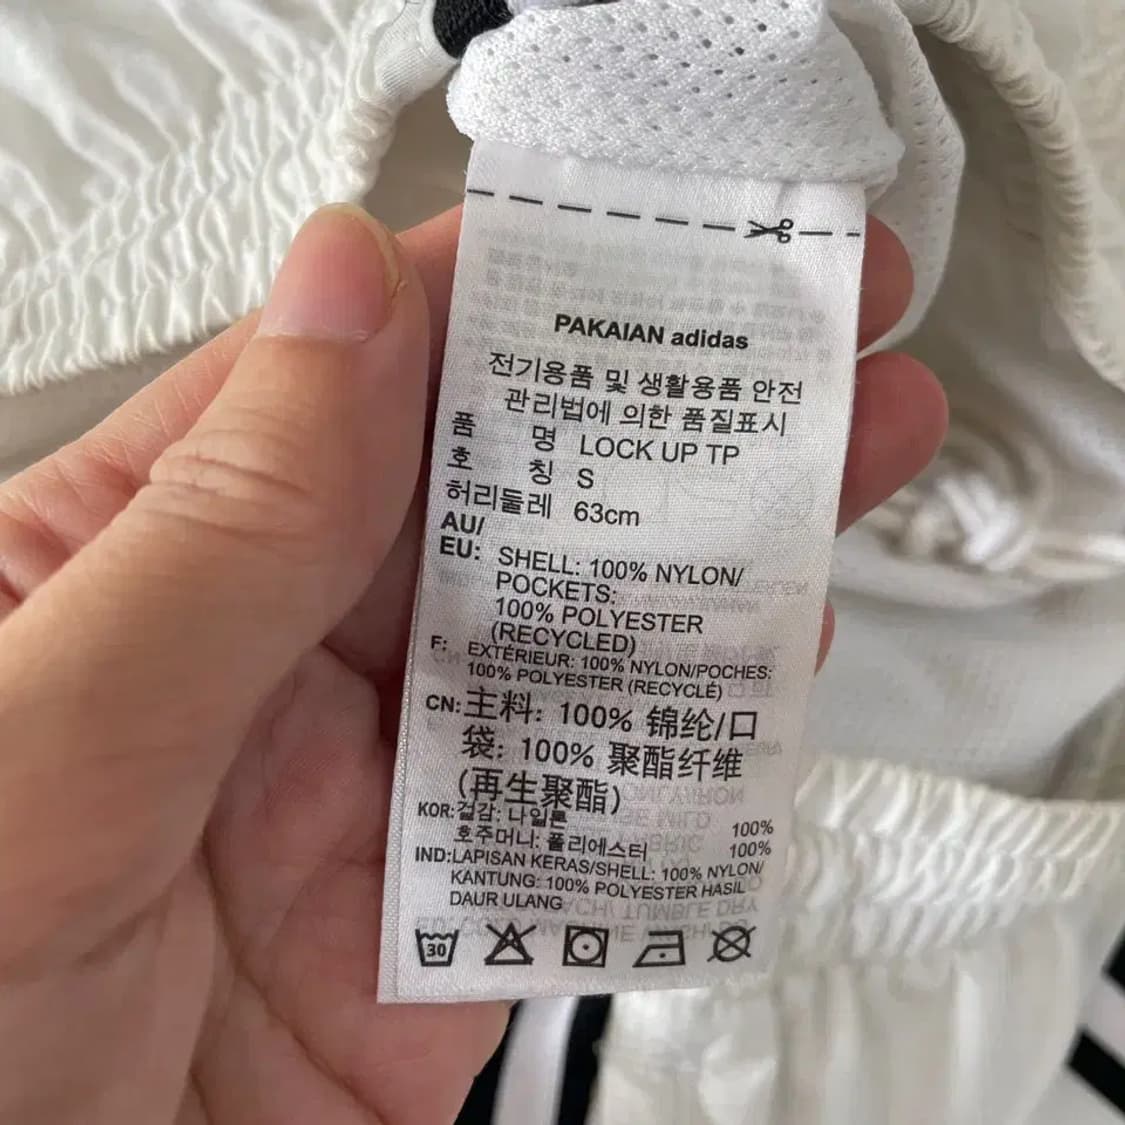 PAKAIAN adidas
전기용품 및 생활용품 안전
관리법에 의한 품질표시
품 명 LOCK UP TP
호 칭 S
허리둘레 63cm
AU/
EU: SHELL: 100% NYLON/
POCKETS:
100% POLYESTER
(RECYCLED)
F: EXTÉRIEUR: 100% NYLON/POCHES:
100% POLYESTER (RECYCLÉ)
CN: 主料: 100% 锦纶/口
袋: 100% 聚酯纤维
(再生聚酯)
KOR: 겉감: 나일론 100%
호주머니: 폴리에스터 100%
IND: LAPISAN KERAS/SHELL: 100% NYLON/
KANTUNG: 100% POLYESTER HASIL
DAUR ULANG
30